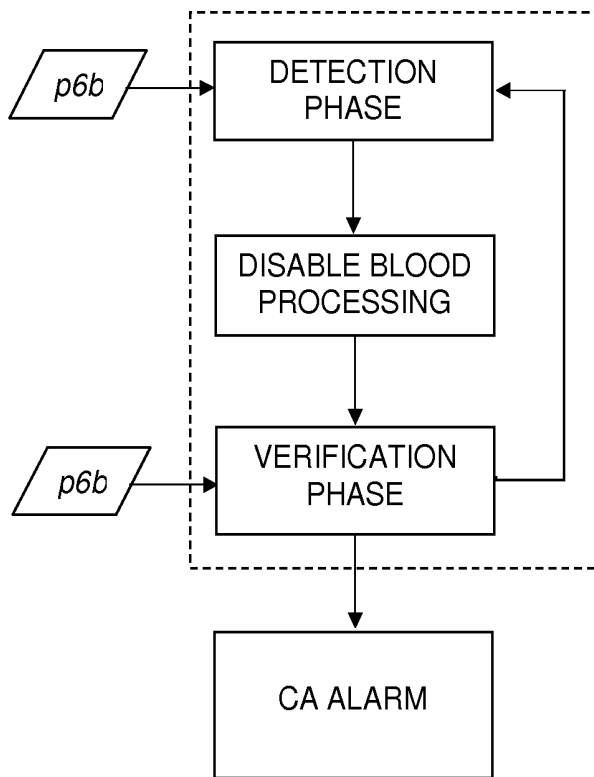 p6b
DETECTION
PHASE
DISABLE BLOOD
PROCESSING
p6b
VERIFICATION
PHASE
CA ALARM